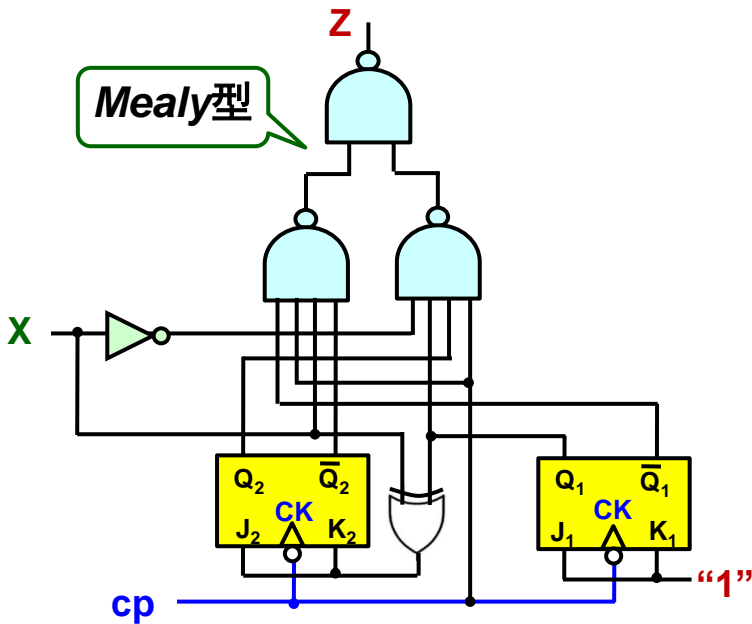 Z
Mealy型
X
Q₂ Q̅₂
CK
J₂ K₂
Q₁ Q̅₁
CK
J₁ K₁
“1”
cp